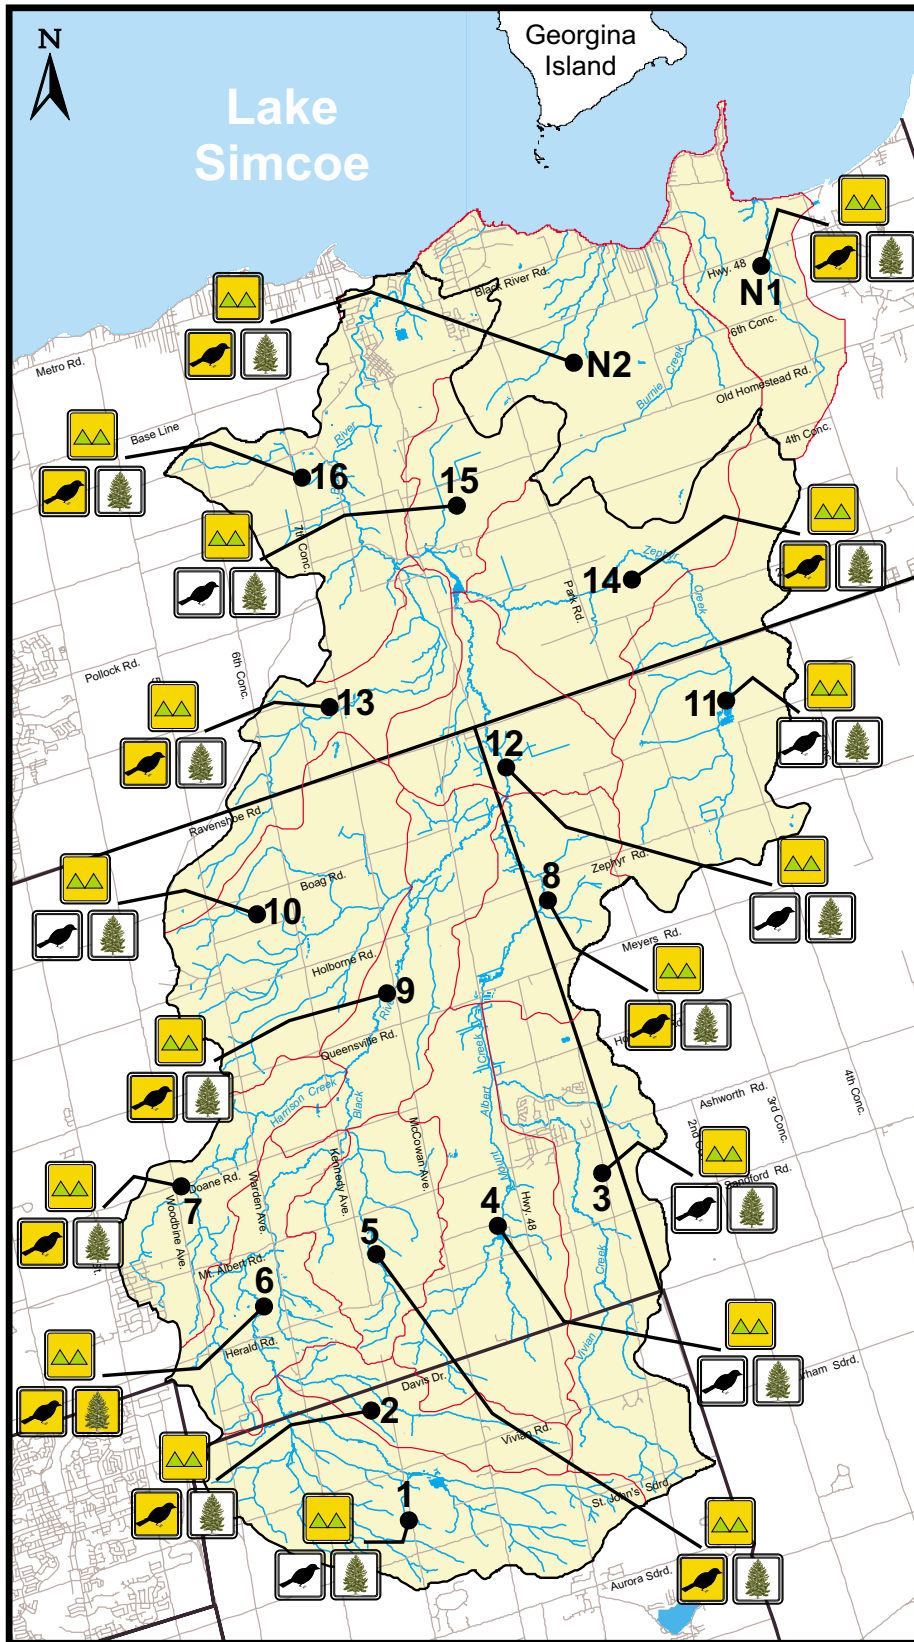 N
Georgina
Island
Lake
Simcoe
Hwy. 48
N1
Black River Rd.
6th Conc.
Metro Rd.
N2
Burnie Creek
Old Homestead Rd.
Base Line
River
4th Conc.
16
15
7th Conc.
Zephyr
14
Park Rd.
Creek
Pollock Rd.
6th Conc.
13
11
12
Ravenshoe Rd.
Zephyr Rd.
Boag Rd.
8
10
Meyers Rd.
Holborne Rd.
9
River
Queensville Rd.
Creek
4th Conc.
Harrison Creek
Albert
Ashworth Rd.
3rd Conc.
Black
McCowan Ave.
Kennedy Ave.
Mount
Sandford Rd.
Doane Rd.
Warden Ave.
3
7
Woodbine Ave.
4
Hwy. 48
5
Creek
Mt. Albert Rd.
6
Vivian
Herald Rd.
Davis Dr.
2
Vivian Rd.
1
St. John's Sdrd.
Aurora Sdrd.